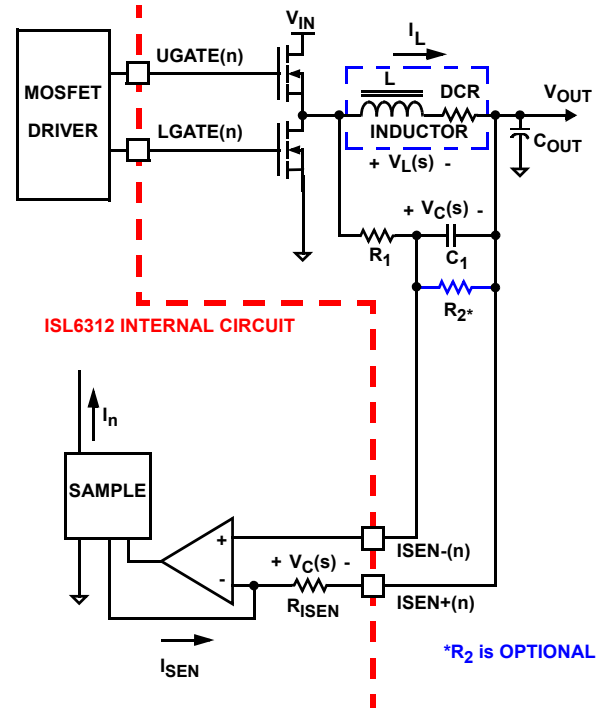 V_IN
I_L
UGATE(n)
MOSFET
DRIVER
L
DCR
V_OUT
LGATE(n)
INDUCTOR
C_OUT
+ V_L(s) -
+ V_C(s) -
R_1
C_1
R_2*
ISL6312 INTERNAL CIRCUIT
I_n
SAMPLE
+
-
+ V_C(s) -
R_ISEN
ISEN-(n)
ISEN+(n)
I_SEN
*R_2 is OPTIONAL